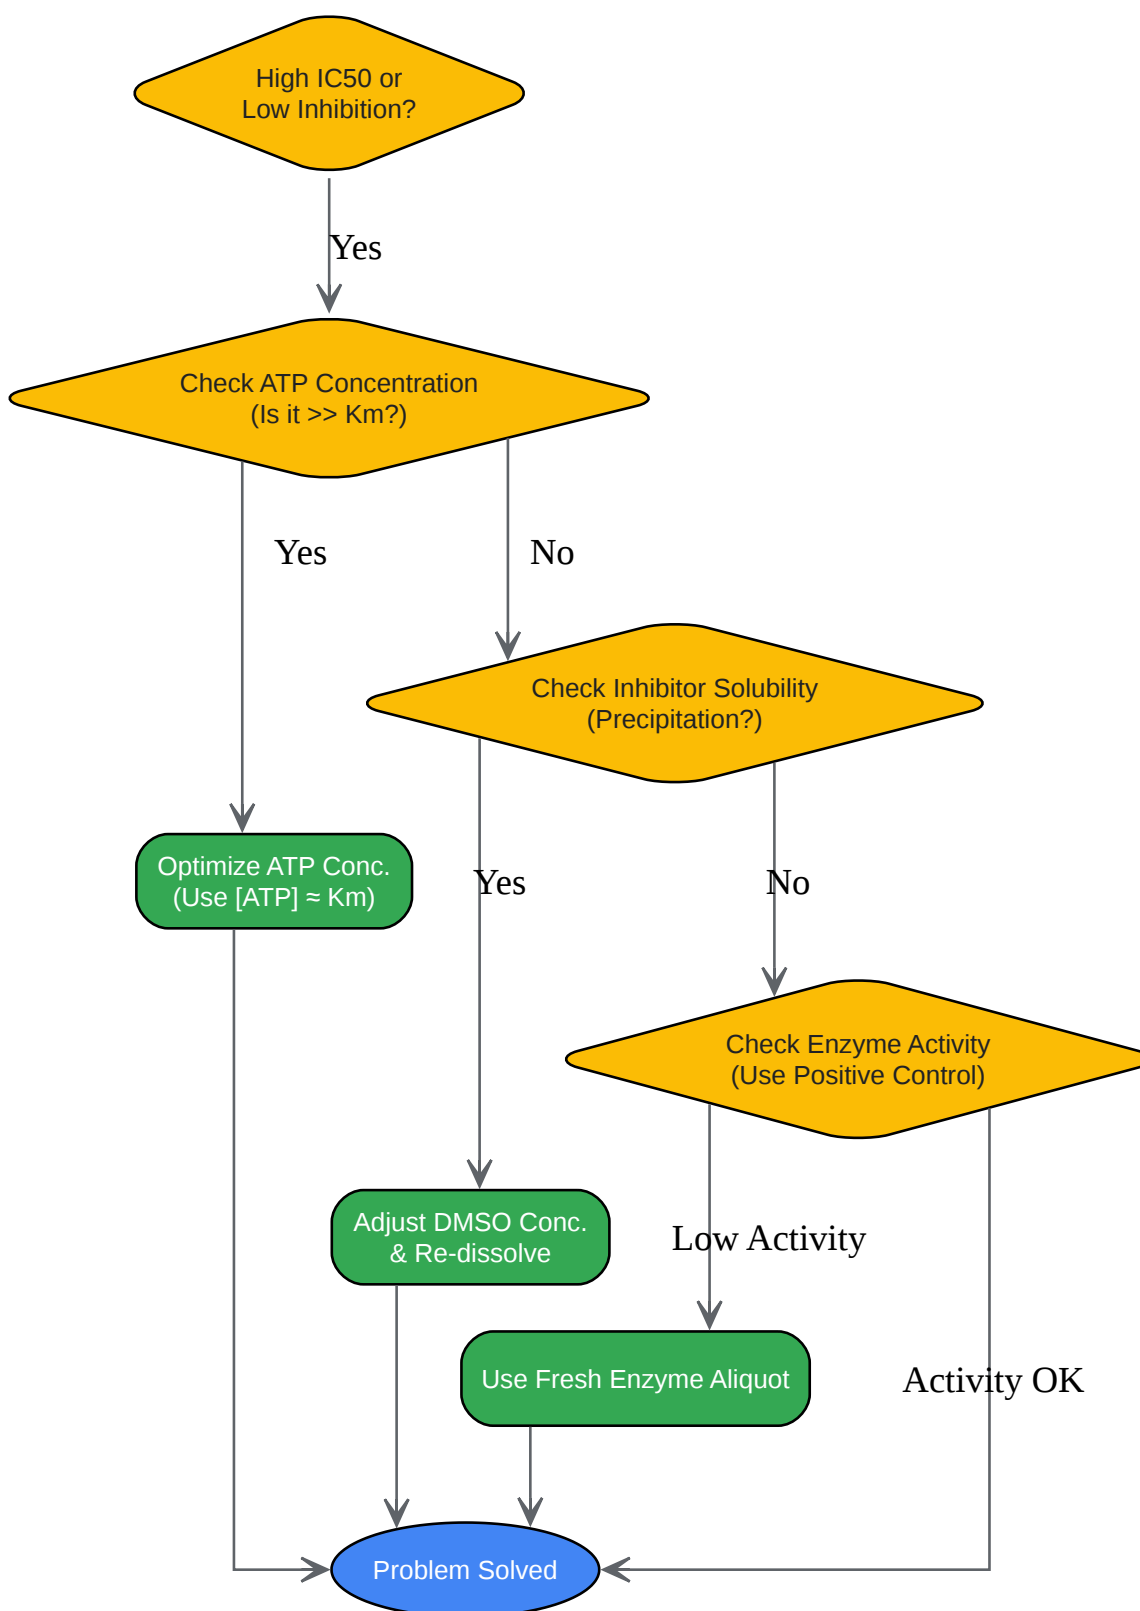 High IC50 or
Low Inhibition?
Yes
Check ATP Concentration
(Is it >> Km?)
Yes
No
Check Inhibitor Solubility
(Precipitation?)
Optimize ATP Conc.
(Use [ATP] ≈ Km)
Yes
No
Check Enzyme Activity
(Use Positive Control)
Adjust DMSO Conc.
& Re-dissolve
Low Activity
Use Fresh Enzyme Aliquot
Activity OK
Problem Solved